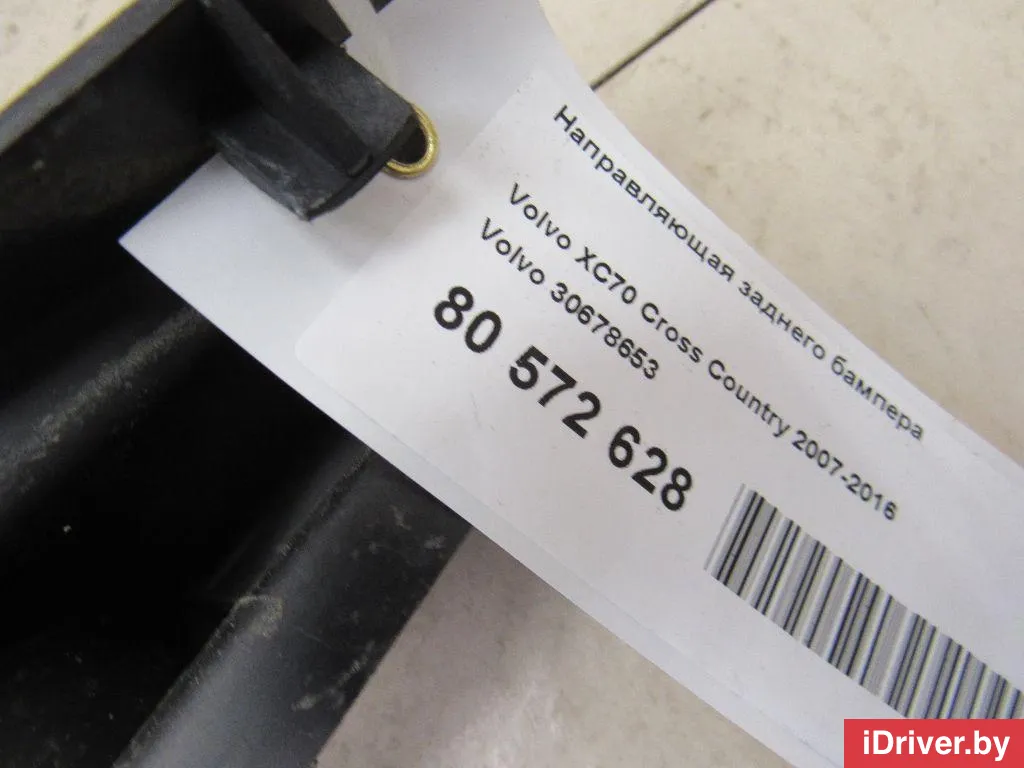 Направляющая заднего бампера
Volvo XC70 Cross Country 2007-2016
Volvo 30678653
80 572 628
iDriver.by